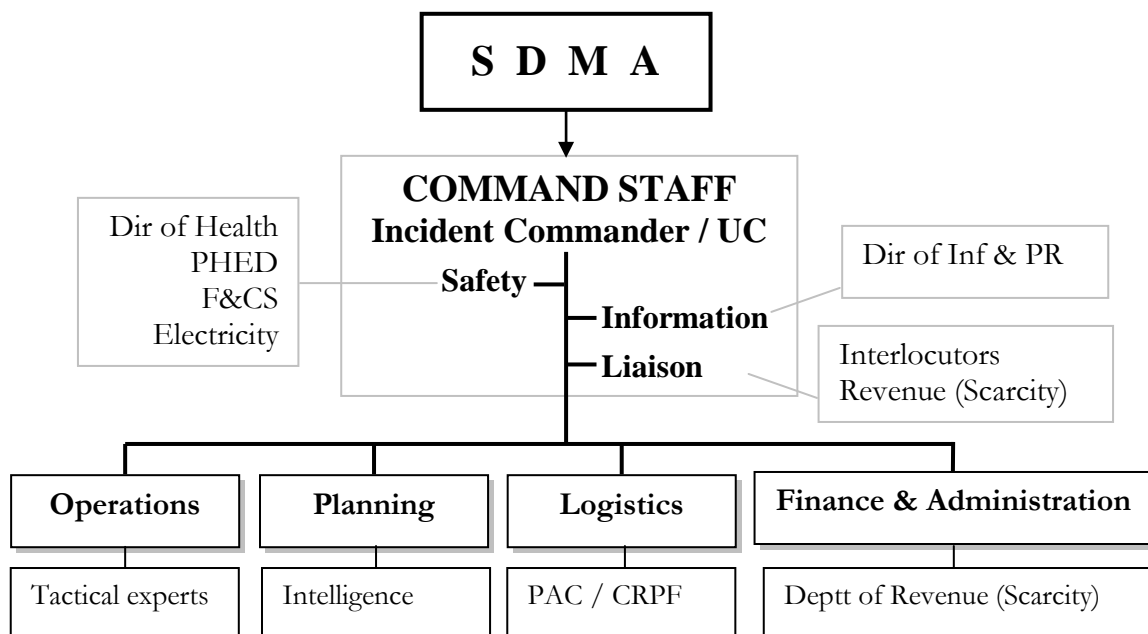 S D M A
COMMAND STAFF
Incident Commander / UC
Dir of Health
PHED
F&CS
Electricity
Safety
Dir of Inf & PR
Information
Liaison
Interlocutors
Revenue (Scarcity)
Operations
Planning
Logistics
Finance & Administration
Tactical experts
Intelligence
PAC / CRPF
Deptt of Revenue (Scarcity)